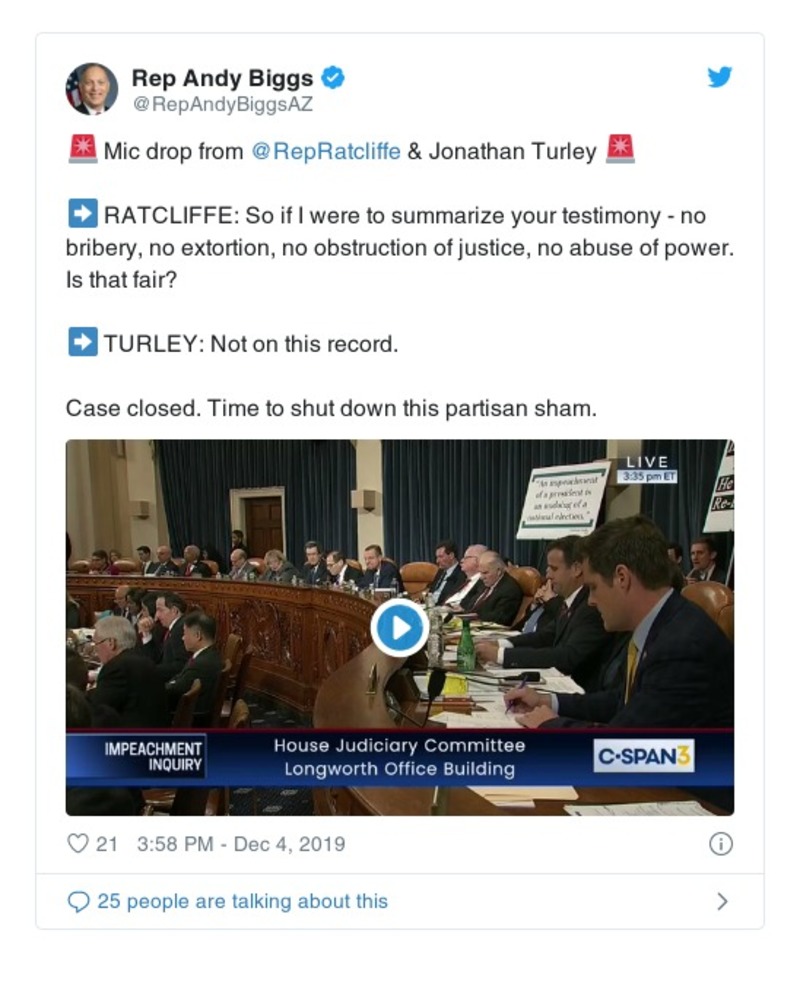 Rep Andy Biggs
@RepAndyBiggsAZ
🚨 Mic drop from @RepRatcliffe & Jonathan Turley 🚨
➡️ RATCLIFFE: So if I were to summarize your testimony - no
bribery, no extortion, no obstruction of justice, no abuse of power.
Is that fair?
➡️ TURLEY: Not on this record.
Case closed. Time to shut down this partisan sham.
LIVE
3:35 pm ET
"An impeachment
of a president is
an undoing of a
national election."
He
Re-
IMPEACHMENT
INQUIRY
House Judiciary Committee
Longworth Office Building
C-SPAN3
21 3:58 PM - Dec 4, 2019
25 people are talking about this